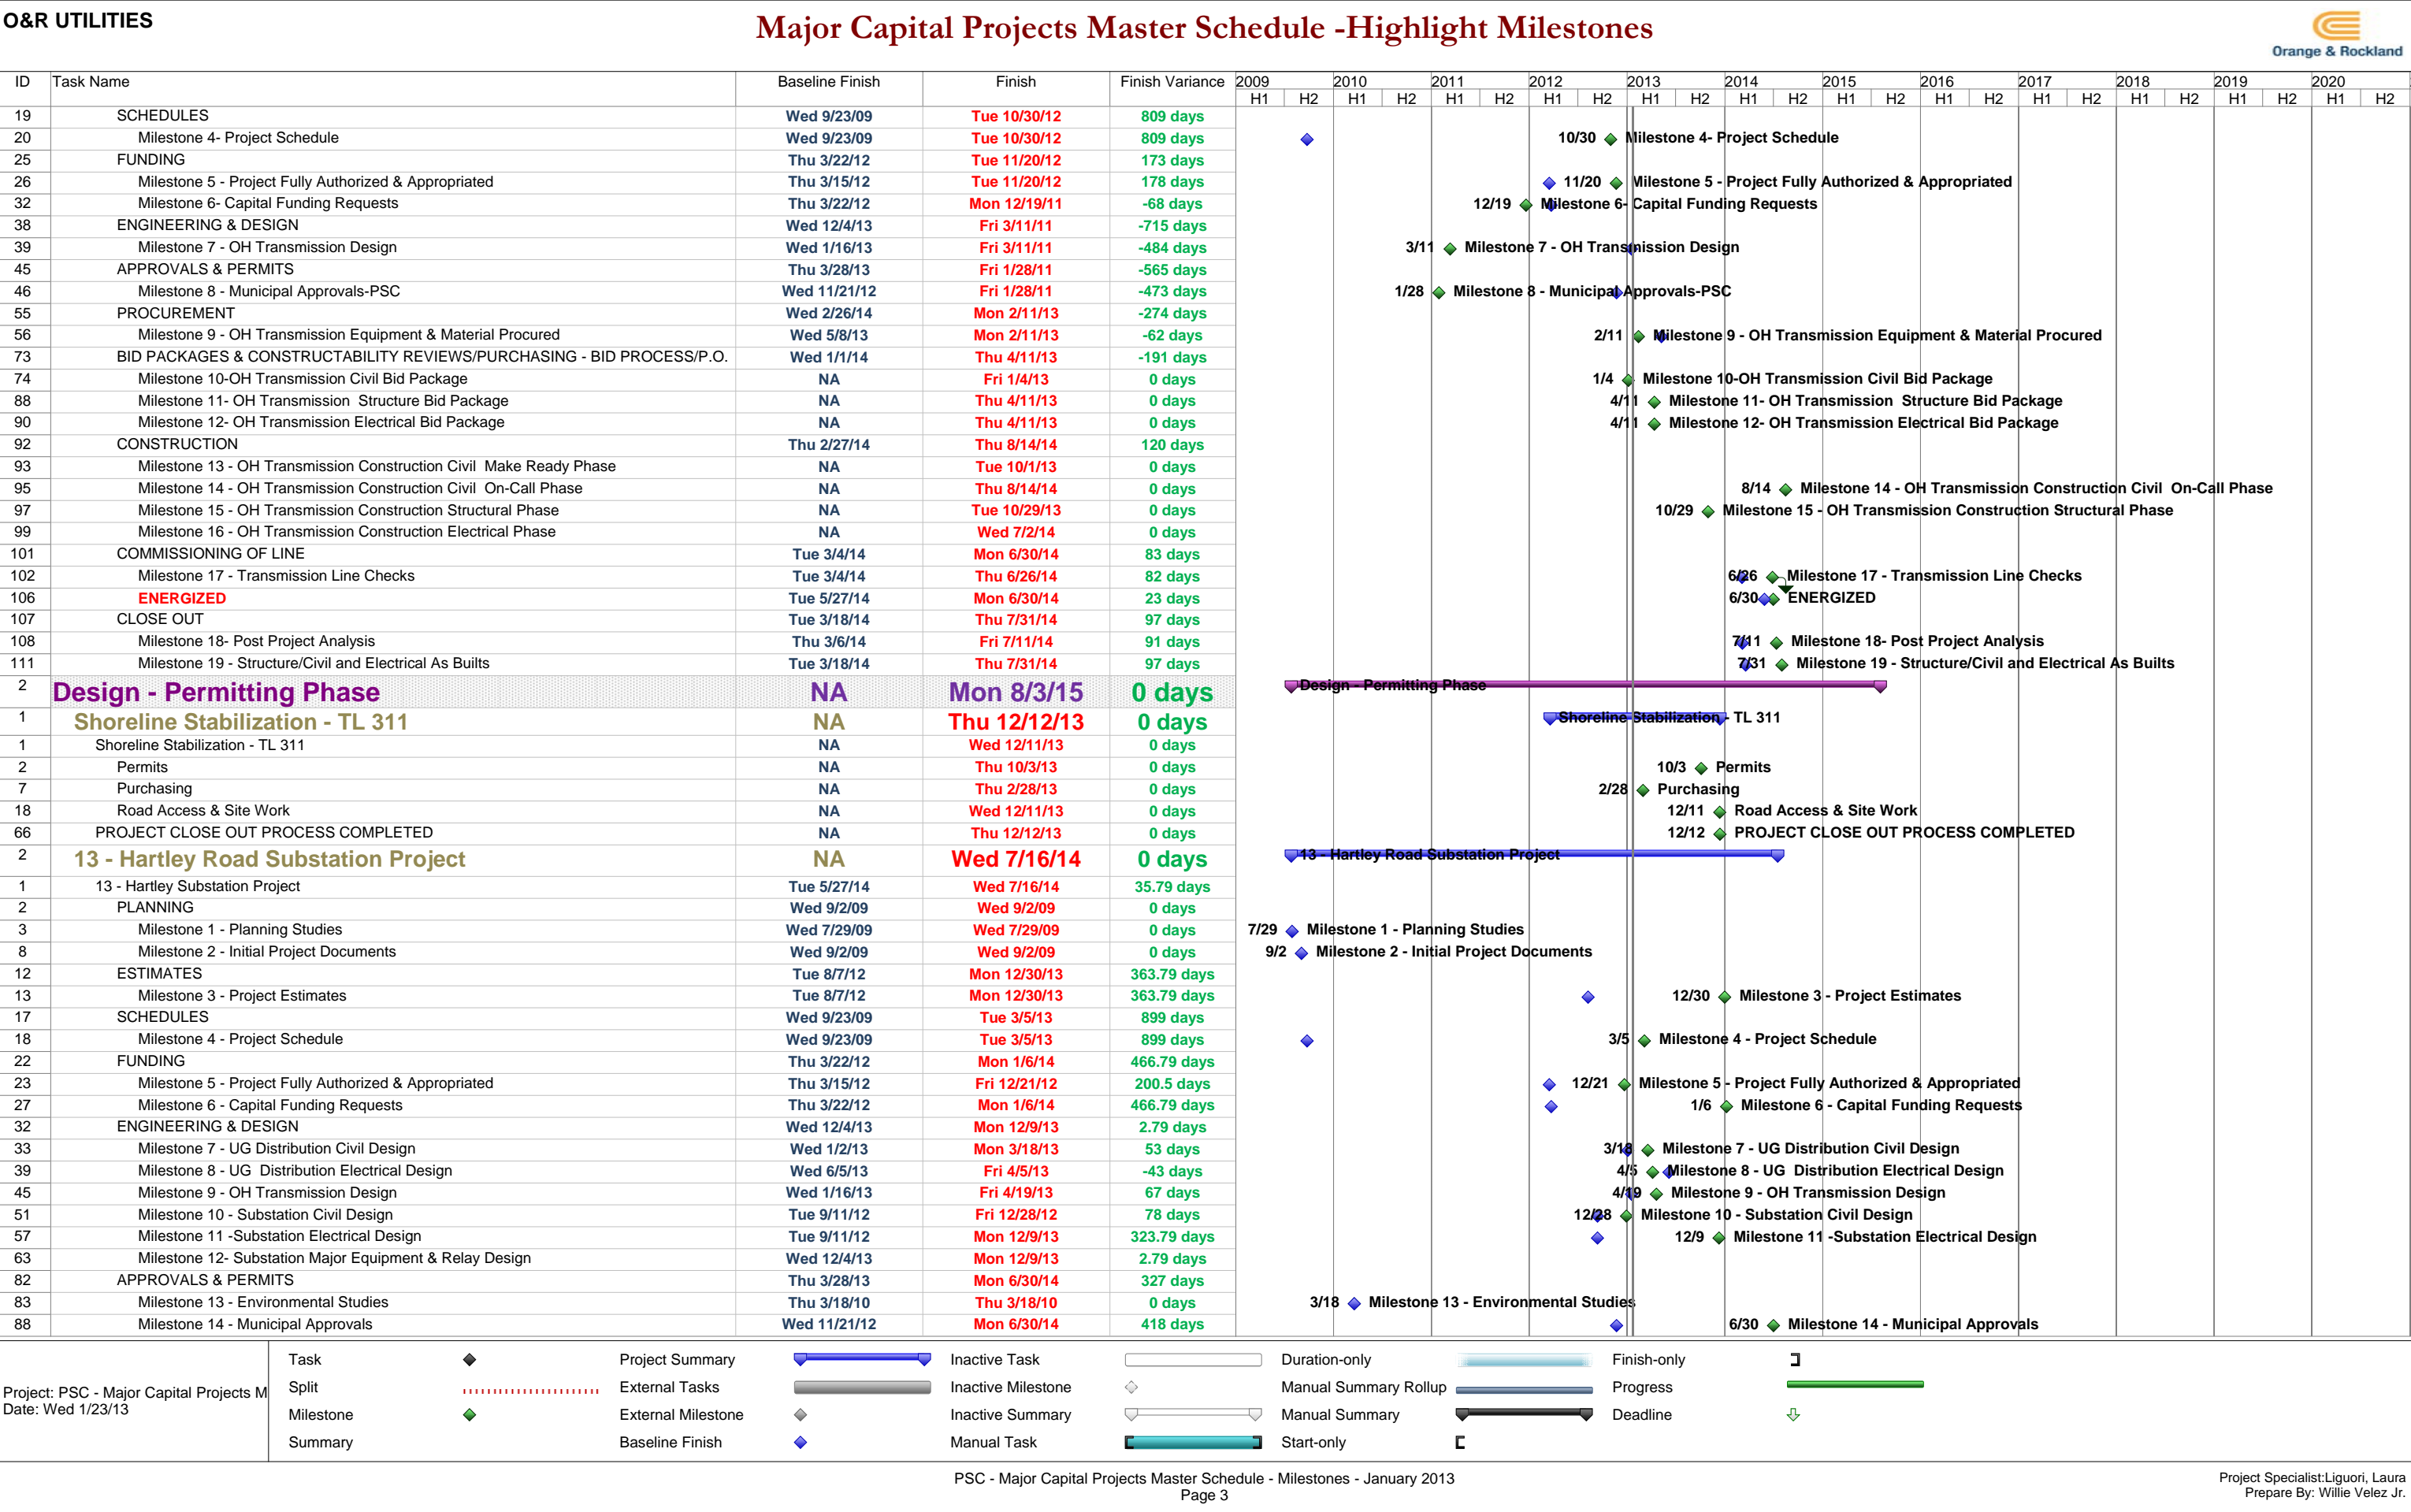 O&R UTILITIES
Major Capital Projects Master Schedule -Highlight Milestones
Orange & Rockland
ID Task Name Baseline Finish Finish Finish Variance 2009 2010 2011 2012 2013 2014 2015 2016 2017 2018 2019 2020
H1 H2 H1 H2 H1 H2 H1 H2 H1 H2 H1 H2 H1 H2 H1 H2 H1 H2 H1 H2 H1 H2 H1 H2
19 SCHEDULES Wed 9/23/09 Tue 10/30/12 809 days
20 Milestone 4- Project Schedule Wed 9/23/09 Tue 10/30/12 809 days 10/30 Milestone 4- Project Schedule
25 FUNDING Thu 3/22/12 Tue 11/20/12 173 days
26 Milestone 5 - Project Fully Authorized & Appropriated Thu 3/15/12 Tue 11/20/12 178 days 11/20 Milestone 5 - Project Fully Authorized & Appropriated
32 Milestone 6- Capital Funding Requests Thu 3/22/12 Mon 12/19/11 -68 days 12/19 Milestone 6- Capital Funding Requests
38 ENGINEERING & DESIGN Wed 12/4/13 Fri 3/11/11 -715 days
39 Milestone 7 - OH Transmission Design Wed 1/16/13 Fri 3/11/11 -484 days 3/11 Milestone 7 - OH Transmission Design
45 APPROVALS & PERMITS Thu 3/28/13 Fri 1/28/11 -565 days
46 Milestone 8 - Municipal Approvals-PSC Wed 11/21/12 Fri 1/28/11 -473 days 1/28 Milestone 8 - Municipal Approvals-PSC
55 PROCUREMENT Wed 2/26/14 Mon 2/11/13 -274 days
56 Milestone 9 - OH Transmission Equipment & Material Procured Wed 5/8/13 Mon 2/11/13 -62 days 2/11 Milestone 9 - OH Transmission Equipment & Material Procured
73 BID PACKAGES & CONSTRUCTABILITY REVIEWS/PURCHASING - BID PROCESS/P.O. Wed 1/1/14 Thu 4/11/13 -191 days
74 Milestone 10-OH Transmission Civil Bid Package NA Fri 1/4/13 0 days 1/4 Milestone 10-OH Transmission Civil Bid Package
88 Milestone 11- OH Transmission  Structure Bid Package NA Thu 4/11/13 0 days 4/11 Milestone 11- OH Transmission  Structure Bid Package
90 Milestone 12- OH Transmission Electrical Bid Package NA Thu 4/11/13 0 days 4/11 Milestone 12- OH Transmission Electrical Bid Package
92 CONSTRUCTION Thu 2/27/14 Thu 8/14/14 120 days
93 Milestone 13 - OH Transmission Construction Civil  Make Ready Phase NA Tue 10/1/13 0 days
95 Milestone 14 - OH Transmission Construction Civil  On-Call Phase NA Thu 8/14/14 0 days 8/14 Milestone 14 - OH Transmission Construction Civil  On-Call Phase
97 Milestone 15 - OH Transmission Construction Structural Phase NA Tue 10/29/13 0 days 10/29 Milestone 15 - OH Transmission Construction Structural Phase
99 Milestone 16 - OH Transmission Construction Electrical Phase NA Wed 7/2/14 0 days
101 COMMISSIONING OF LINE Tue 3/4/14 Mon 6/30/14 83 days
102 Milestone 17 - Transmission Line Checks Tue 3/4/14 Thu 6/26/14 82 days 6/26 Milestone 17 - Transmission Line Checks
106 ENERGIZED Tue 5/27/14 Mon 6/30/14 23 days 6/30 ENERGIZED
107 CLOSE OUT Tue 3/18/14 Thu 7/31/14 97 days
108 Milestone 18- Post Project Analysis Thu 3/6/14 Fri 7/11/14 91 days 7/11 Milestone 18- Post Project Analysis
111 Milestone 19 - Structure/Civil and Electrical As Builts Tue 3/18/14 Thu 7/31/14 97 days 7/31 Milestone 19 - Structure/Civil and Electrical As Builts
2 Design - Permitting Phase NA Mon 8/3/15 0 days Design - Permitting Phase
1 Shoreline Stabilization - TL 311 NA Thu 12/12/13 0 days Shoreline Stabilization - TL 311
1 Shoreline Stabilization - TL 311 NA Wed 12/11/13 0 days
2 Permits NA Thu 10/3/13 0 days 10/3 Permits
7 Purchasing NA Thu 2/28/13 0 days 2/28 Purchasing
18 Road Access & Site Work NA Wed 12/11/13 0 days 12/11 Road Access & Site Work
66 PROJECT CLOSE OUT PROCESS COMPLETED NA Thu 12/12/13 0 days 12/12 PROJECT CLOSE OUT PROCESS COMPLETED
2 13 - Hartley Road Substation Project NA Wed 7/16/14 0 days 13 - Hartley Road Substation Project
1 13 - Hartley Substation Project Tue 5/27/14 Wed 7/16/14 35.79 days
2 PLANNING Wed 9/2/09 Wed 9/2/09 0 days
3 Milestone 1 - Planning Studies Wed 7/29/09 Wed 7/29/09 0 days 7/29 Milestone 1 - Planning Studies
8 Milestone 2 - Initial Project Documents Wed 9/2/09 Wed 9/2/09 0 days 9/2 Milestone 2 - Initial Project Documents
12 ESTIMATES Tue 8/7/12 Mon 12/30/13 363.79 days
13 Milestone 3 - Project Estimates Tue 8/7/12 Mon 12/30/13 363.79 days 12/30 Milestone 3 - Project Estimates
17 SCHEDULES Wed 9/23/09 Tue 3/5/13 899 days
18 Milestone 4 - Project Schedule Wed 9/23/09 Tue 3/5/13 899 days 3/5 Milestone 4 - Project Schedule
22 FUNDING Thu 3/22/12 Mon 1/6/14 466.79 days
23 Milestone 5 - Project Fully Authorized & Appropriated Thu 3/15/12 Fri 12/21/12 200.5 days 12/21 Milestone 5 - Project Fully Authorized & Appropriated
27 Milestone 6 - Capital Funding Requests Thu 3/22/12 Mon 1/6/14 466.79 days 1/6 Milestone 6 - Capital Funding Requests
32 ENGINEERING & DESIGN Wed 12/4/13 Mon 12/9/13 2.79 days
33 Milestone 7 - UG Distribution Civil Design Wed 1/2/13 Mon 3/18/13 53 days 3/18 Milestone 7 - UG Distribution Civil Design
39 Milestone 8 - UG  Distribution Electrical Design Wed 6/5/13 Fri 4/5/13 -43 days 4/5 Milestone 8 - UG  Distribution Electrical Design
45 Milestone 9 - OH Transmission Design Wed 1/16/13 Fri 4/19/13 67 days 4/19 Milestone 9 - OH Transmission Design
51 Milestone 10 - Substation Civil Design Tue 9/11/12 Fri 12/28/12 78 days 12/28 Milestone 10 - Substation Civil Design
57 Milestone 11 -Substation Electrical Design Tue 9/11/12 Mon 12/9/13 323.79 days 12/9 Milestone 11 -Substation Electrical Design
63 Milestone 12- Substation Major Equipment & Relay Design Wed 12/4/13 Mon 12/9/13 2.79 days
82 APPROVALS & PERMITS Thu 3/28/13 Mon 6/30/14 327 days
83 Milestone 13 - Environmental Studies Thu 3/18/10 Thu 3/18/10 0 days 3/18 Milestone 13 - Environmental Studies
88 Milestone 14 - Municipal Approvals Wed 11/21/12 Mon 6/30/14 418 days 6/30 Milestone 14 - Municipal Approvals
Project: PSC - Major Capital Projects M
Date: Wed 1/23/13
Task Project Summary Inactive Task Duration-only Finish-only
Split External Tasks Inactive Milestone Manual Summary Rollup Progress
Milestone External Milestone Inactive Summary Manual Summary Deadline
Summary Baseline Finish Manual Task Start-only
PSC - Major Capital Projects Master Schedule - Milestones - January 2013
Page 3
Project Specialist:Liguori, Laura
Prepare By: Willie Velez Jr.